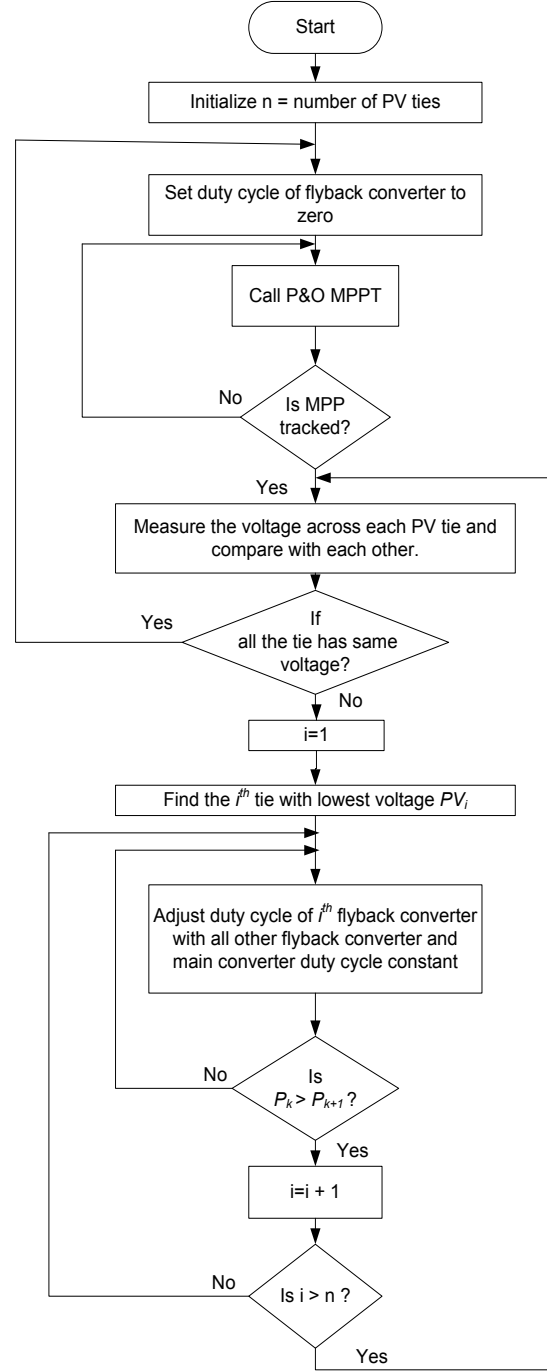 Start
Initialize n = number of PV ties
Set duty cycle of flyback converter to
zero
Call P&O MPPT
No
Is MPP
tracked?
Yes
Measure the voltage across each PV tie and
compare with each other.
Yes
If
all the tie has same
voltage?
No
i=1
Find the iᵗʰ tie with lowest voltage PVᵢ
Adjust duty cycle of iᵗʰ flyback converter
with all other flyback converter and
main converter duty cycle constant
No
Is
Pₖ > Pₖ₊₁ ?
Yes
i=i + 1
No
Is i > n ?
Yes